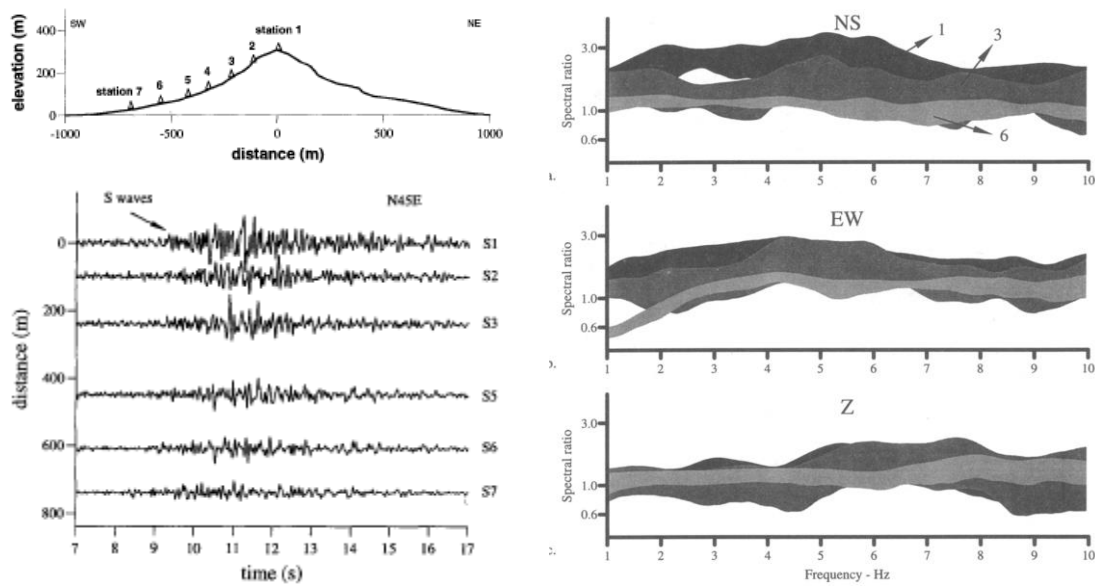 SW
NE
station 1
2
3
4
5
6
station 7
elevation (m)
400
200
0
-1000
-500
0
500
1000
distance (m)
S waves
N45E
S1
S2
S3
S5
S6
S7
distance (m)
0
200
400
600
800
7
8
9
10
11
12
13
14
15
16
17
time (s)
NS
1
3
6
Spectral ratio
3.0
1.0
0.6
a.
1
2
3
4
5
6
7
8
9
10
EW
Spectral ratio
3.0
1.0
0.6
1
2
3
4
5
6
7
8
9
10
Z
Spectral ratio
3.0
1.0
0.6
1
2
3
4
5
6
7
8
9
10
Frequency - Hz